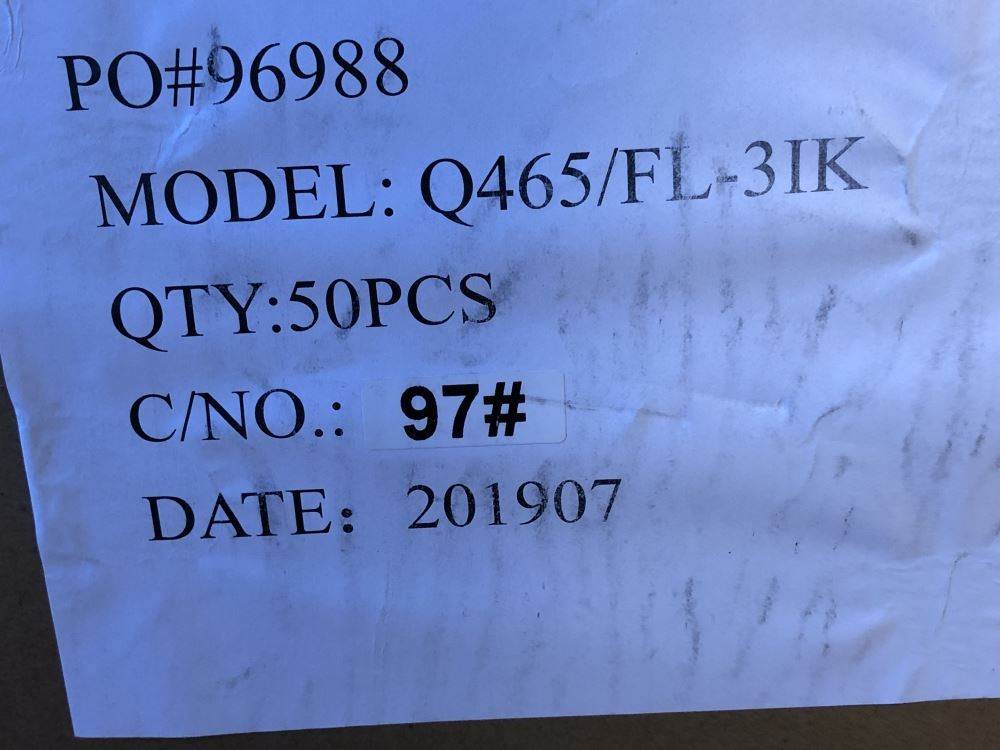 PO#96988
MODEL: Q465/FL-3IK
QTY:50PCS
C/NO.: 97#
DATE: 201907